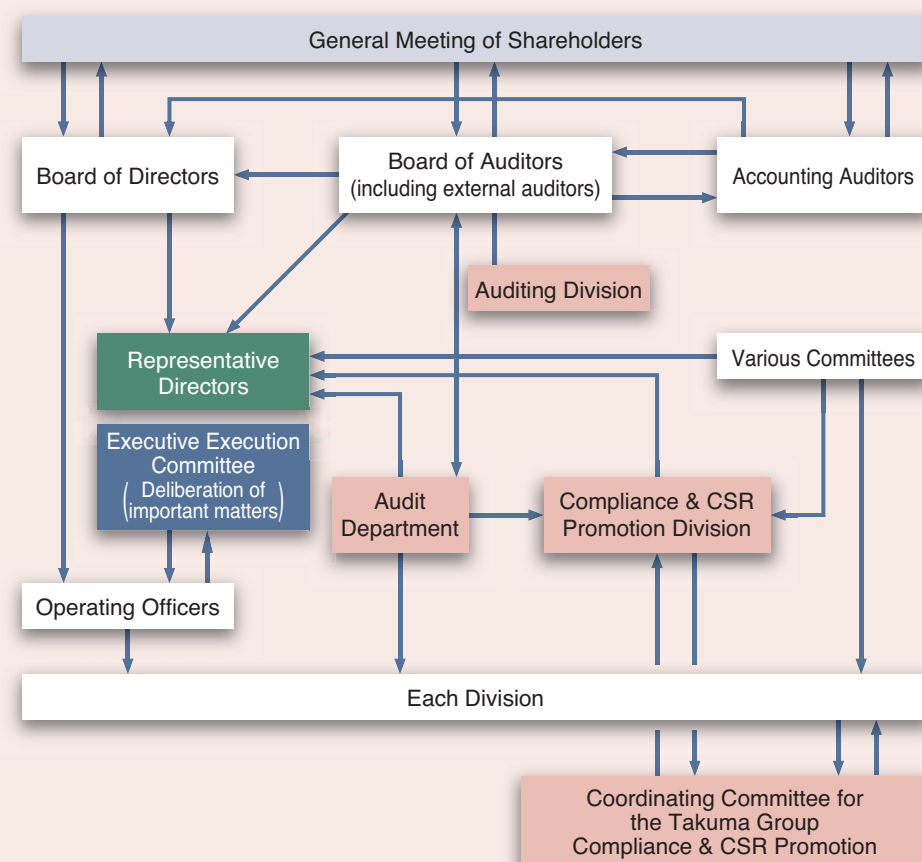 General Meeting of Shareholders
Board of Directors
Board of Auditors
(including external auditors)
Accounting Auditors
Auditing Division
Representative
Directors
Various Committees
Executive Execution
Committee
(Deliberation of
important matters)
Audit
Department
Compliance & CSR
Promotion Division
Operating Officers
Each Division
Coordinating Committee for
the Takuma Group
Compliance & CSR Promotion